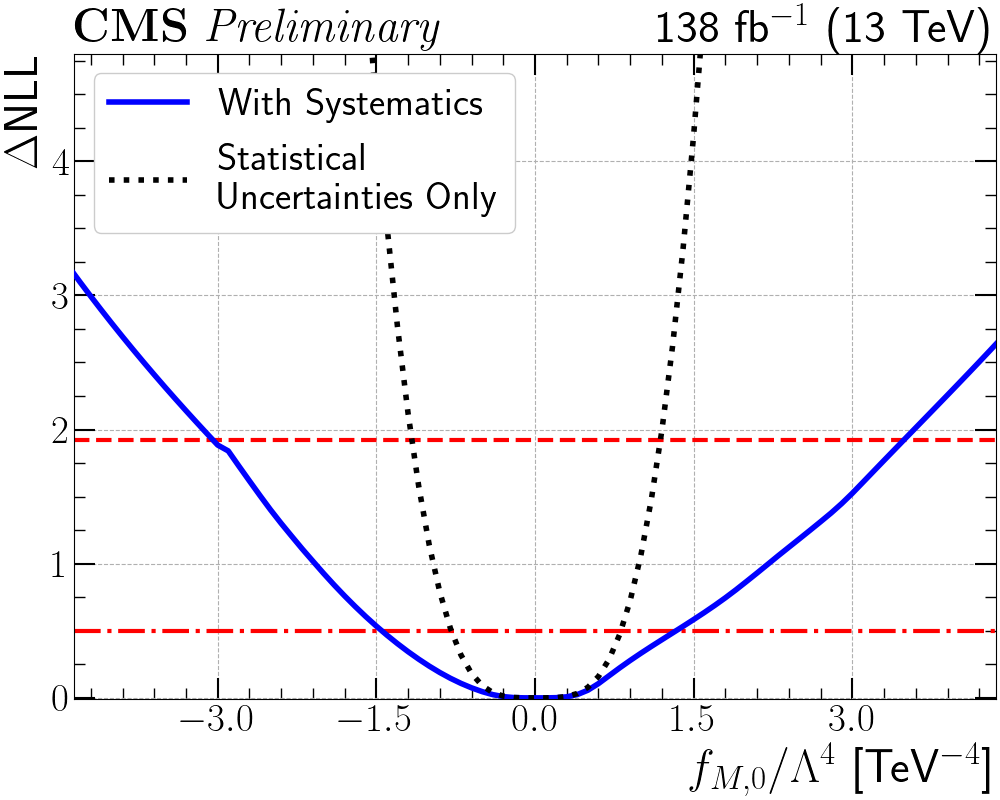 CMS Preliminary 138 fb⁻¹ (13 TeV)
ΔNLL
With Systematics
Statistical
Uncertainties Only
4
3
2
1
0
−3.0 −1.5 0.0 1.5 3.0
f_{M,0}/Λ⁴ [TeV⁻⁴]